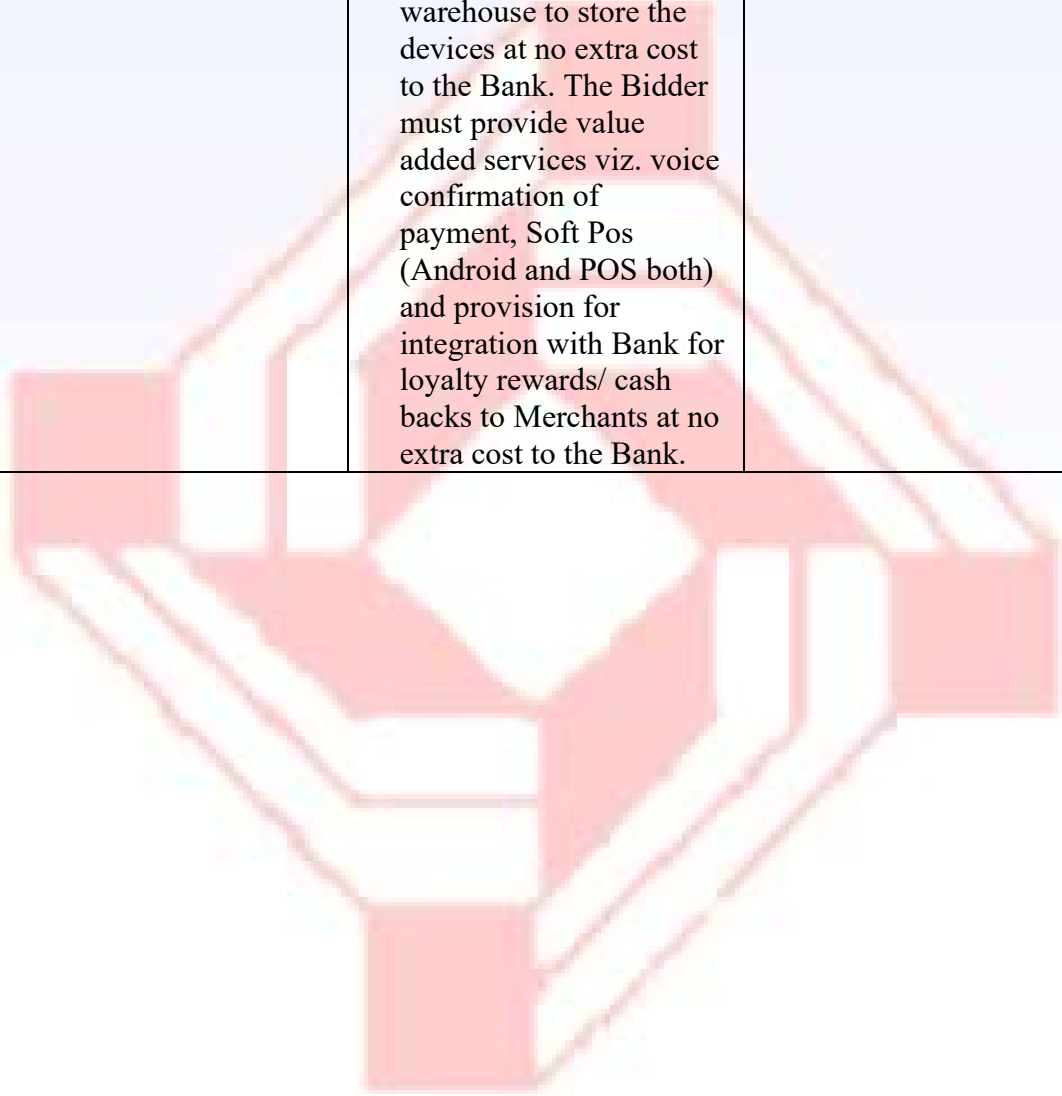 warehouse to store the
devices at no extra cost
to the Bank. The Bidder
must provide value
added services viz. voice
confirmation of
payment, Soft Pos
(Android and POS both)
and provision for
integration with Bank for
loyalty rewards/ cash
backs to Merchants at no
extra cost to the Bank.